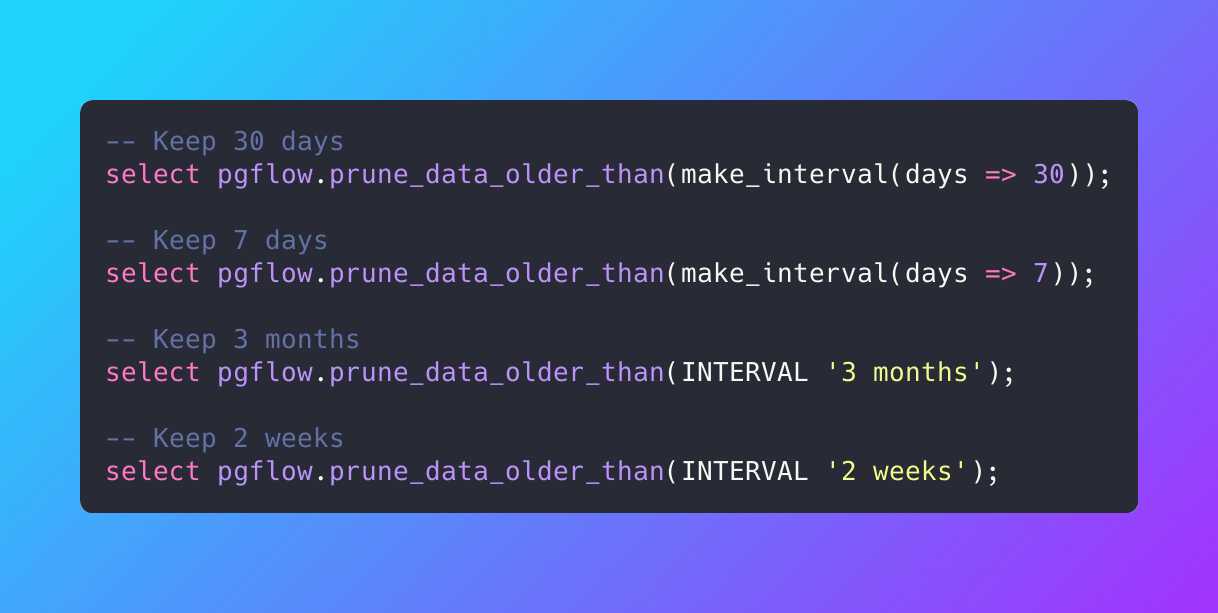 -- Keep 30 days
select pgflow.prune_data_older_than(make_interval(days => 30));
-- Keep 7 days
select pgflow.prune_data_older_than(make_interval(days => 7));
-- Keep 3 months
select pgflow.prune_data_older_than(INTERVAL '3 months');
-- Keep 2 weeks
select pgflow.prune_data_older_than(INTERVAL '2 weeks');